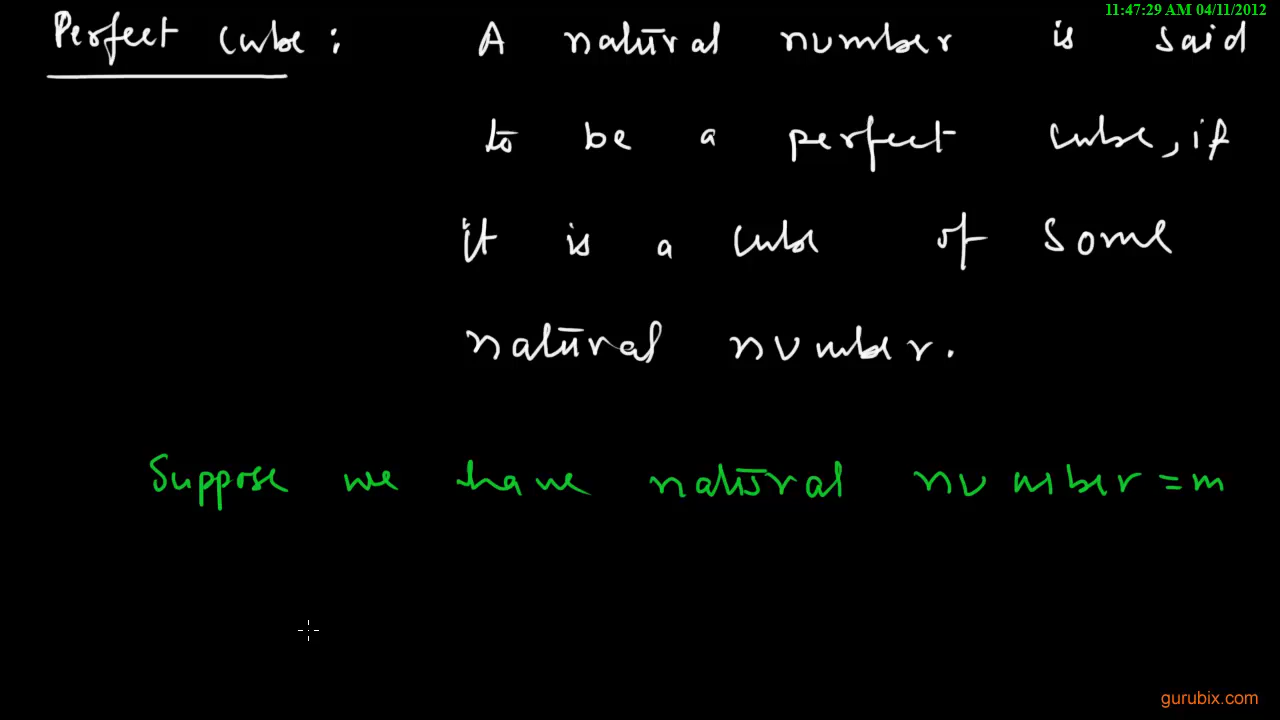 11:47:29 AM 04/11/2012
Perfect cube: A natural number is said
to be a perfect cube, if
it is a cube of some
natural number.
Suppose we have natural number = m
gurubix.com